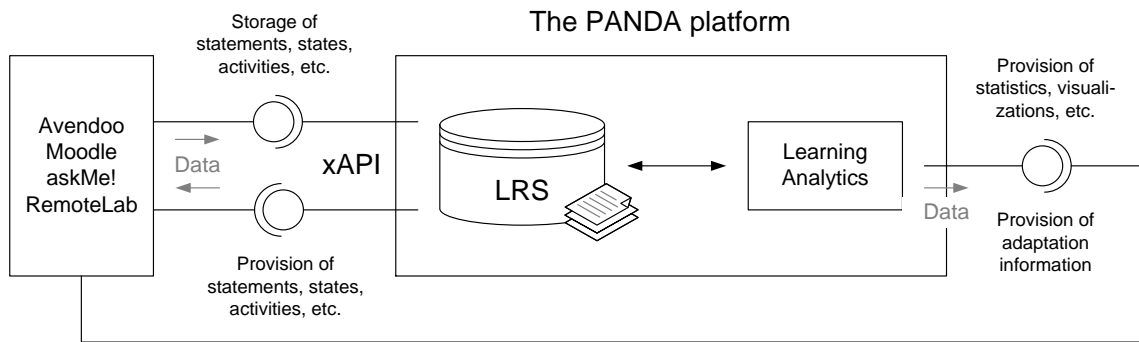 The PANDA platform
Storage of
statements, states,
activities, etc.
Avendoo
Moodle
askMe!
RemoteLab
Data
xAPI
Provision of
statements, states,
activities, etc.
LRS
Learning
Analytics
Data
Provision of
statistics, visuali-
zations, etc.
Provision of
adaptation
information